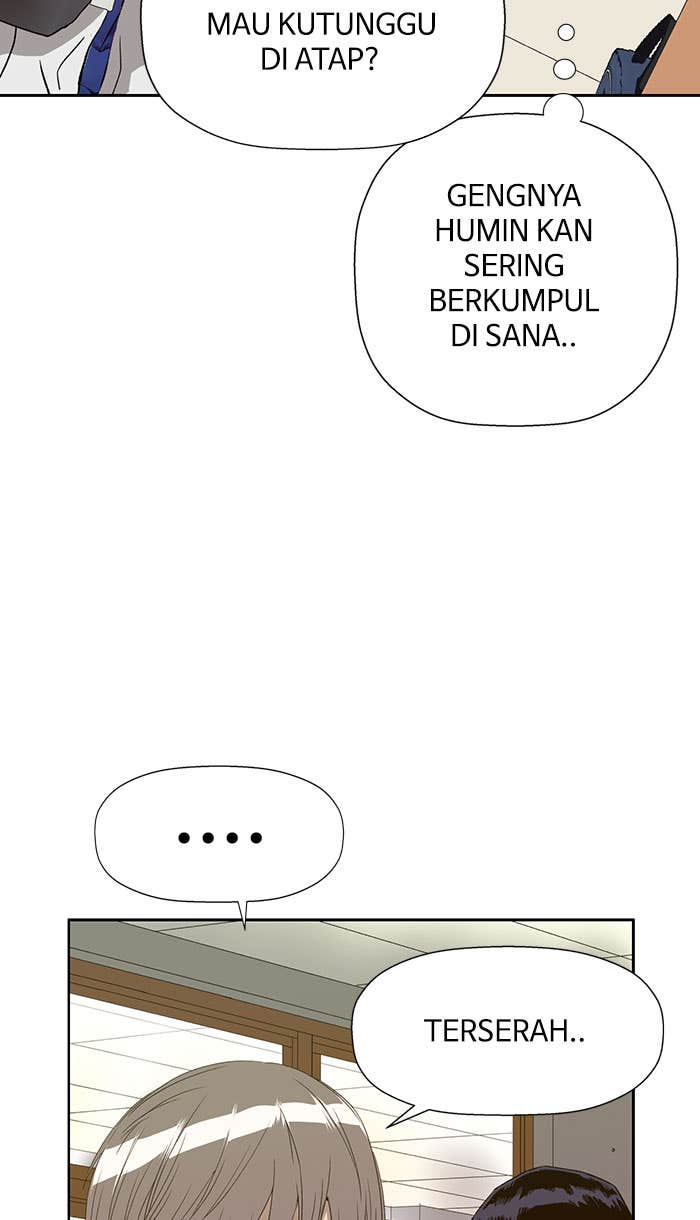 MAU KUTUNGGU
DI ATAP?
GENGNYA
HUMIN KAN
SERING
BERKUMPUL
DI SANA..
....
TERSERAH..